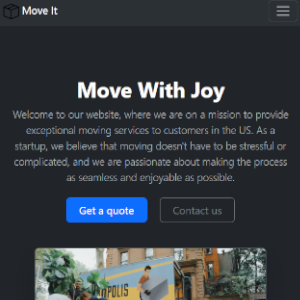 Move It
Move With Joy
Welcome to our website, where we are on a mission to provide
exceptional moving services to customers in the US. As a
startup, we believe that moving doesn't have to be stressful or
complicated, and we are passionate about making the process
as seamless and enjoyable as possible.
Get a quote
Contact us
OPOLIS